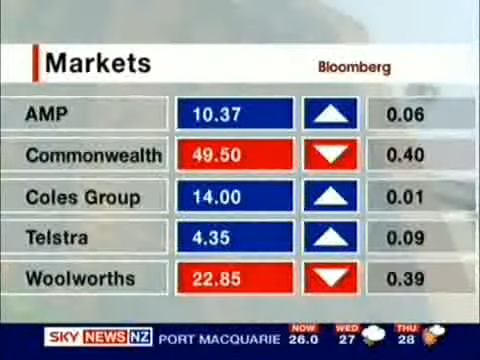 Markets
Bloomberg
AMP 10.37 0.06
Commonwealth 49.50 0.40
Coles Group 14.00 0.01
Telstra 4.35 0.09
Woolworths 22.85 0.39
SKY NEWS NZ PORT MACQUARIE NOW 26.0 WED 27 THU 28